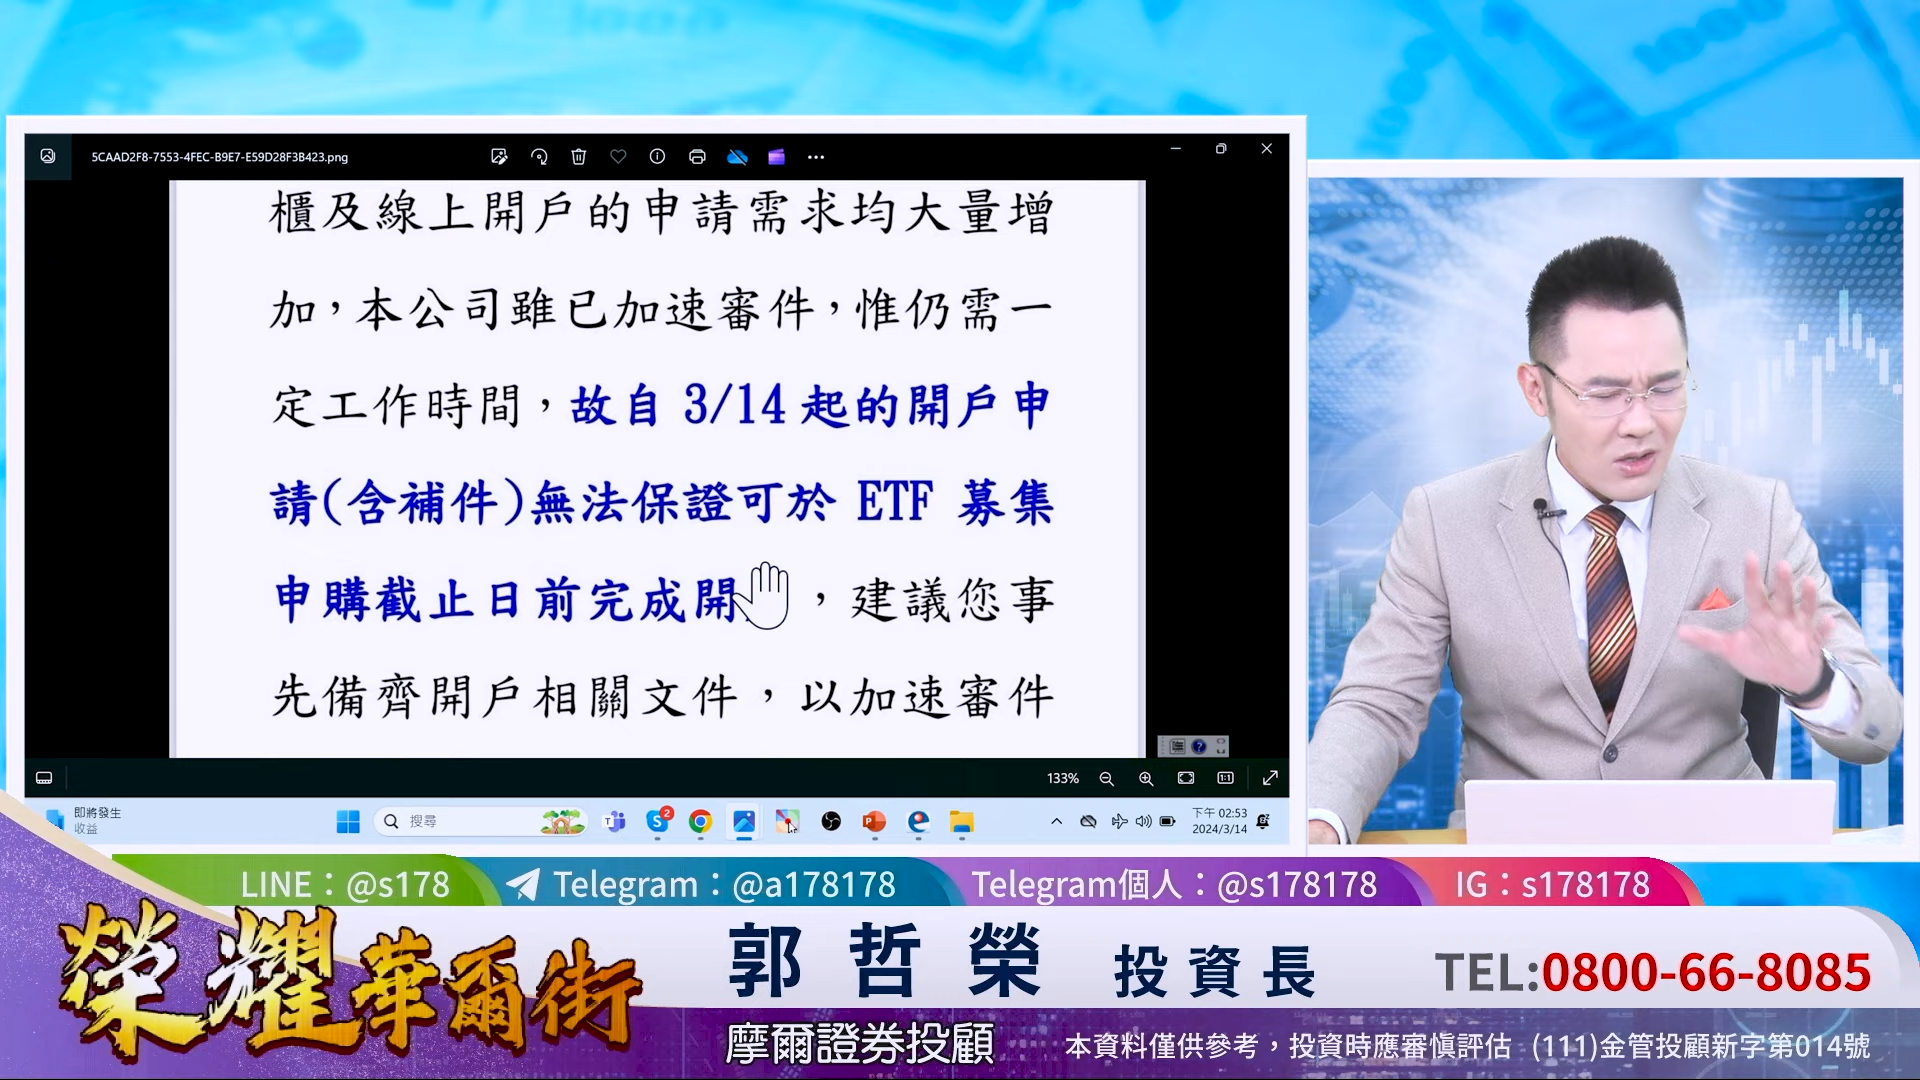 5CAAD2F8-7553-4FEC-B9E7-E59D28F3B423.png
櫃及線上開戶的申請需求均大量增
加，本公司雖已加速審件，惟仍需一
定工作時間，故自 3/14 起的開戶申
請(含補件)無法保證可於 ETF 募集
申購截止日前完成開，建議您事
先備齊開戶相關文件，以加速審件
133%
即將發生
收益
搜尋
2
下午 02:53
2024/3/14
LINE：@s178
Telegram：@a178178
Telegram個人：@s178178
IG：s178178
榮耀華爾街
郭哲榮 投資長
TEL:0800-66-8085
摩爾證券投顧
本資料僅供參考，投資時應審慎評估 (111)金管投顧新字第014號